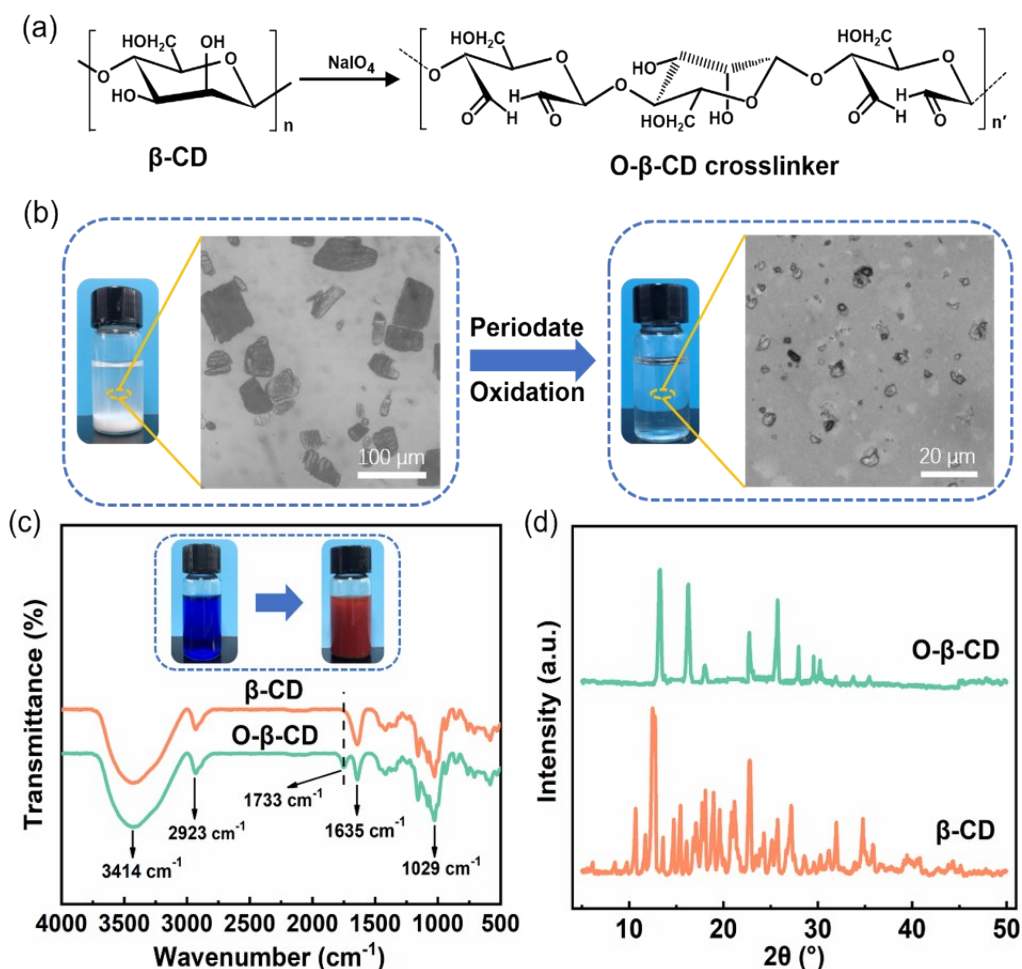 (a)
HOH₂C
OH
O
O
HO
n
β-CD
NaIO₄
HOH₂C
O
O
O
H
O
O
HO
HOH₂C
HO
O
O
HOH₂C
O
O
H
O
n'
O-β-CD crosslinker
(b)
100 μm
Periodate
Oxidation
20 μm
(c)
Transmittance (%)
β-CD
O-β-CD
1733 cm⁻¹
2923 cm⁻¹
1635 cm⁻¹
3414 cm⁻¹
1029 cm⁻¹
4000 3500 3000 2500 2000 1500 1000 500
Wavenumber (cm⁻¹)
(d)
Intensity (a.u.)
O-β-CD
β-CD
10 20 30 40 50
2θ (°)